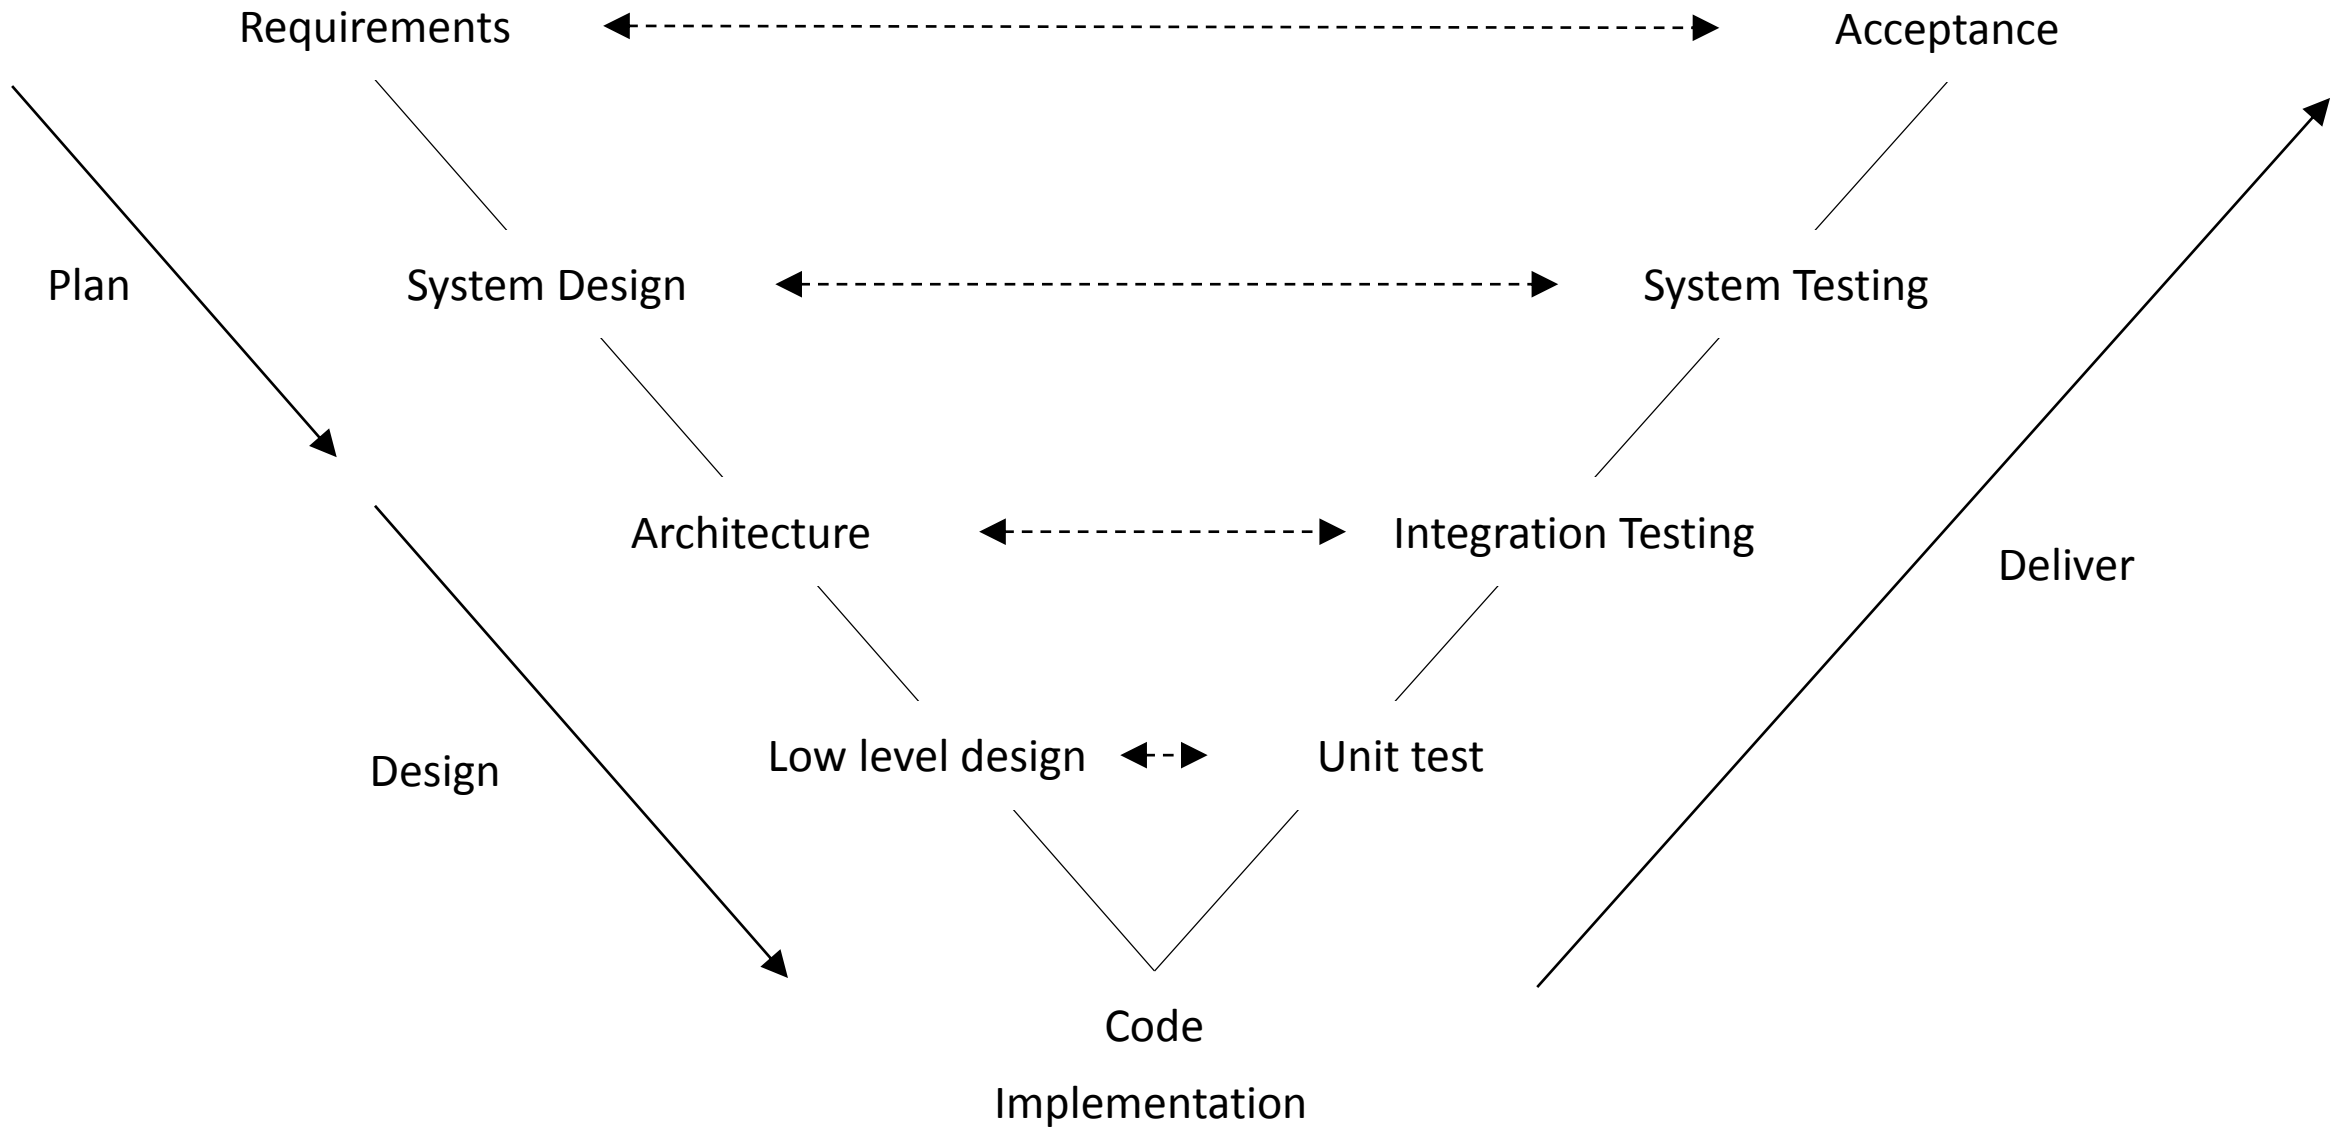 Requirements
Acceptance
Plan
System Design
System Testing
Architecture
Integration Testing
Deliver
Low level design
Unit test
Design
Code
Implementation